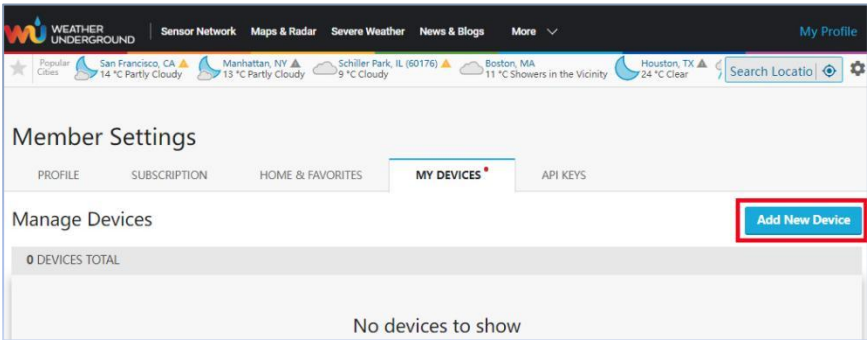 WEATHER
UNDERGROUND
Sensor Network Maps & Radar Severe Weather News & Blogs More My Profile
Popular
Cities
San Francisco, CA
14 °C Partly Cloudy
Manhattan, NY
13 °C Partly Cloudy
Schiller Park, IL (60176)
9 °C Cloudy
Boston, MA
11 °C Showers in the Vicinity
Houston, TX
24 °C Clear
Search Locatio
Member Settings
PROFILE SUBSCRIPTION HOME & FAVORITES MY DEVICES API KEYS
Manage Devices Add New Device
0 DEVICES TOTAL
No devices to show